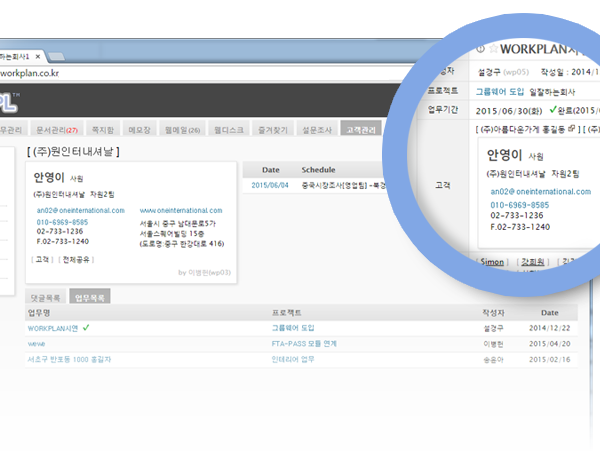 하는회사1 ×
workplan.co.kr
PL™
무관리 문서관리(27) 쪽지함 메모장 웹메일(26) 웹디스크 즐겨찾기 설문조사 고객관리
[ (주)원인터내셔날 ]
안영이 사원
(주)원인터내셔날 자원2팀
an02@oneinternational.com
010-6969-8585
02-733-1236
F.02-733-1240
www.oneinternational.com
서울시 중구 남대문로5가
서울스퀘어빌딩 15층
(도로명:중구 한강대로 416)
[ 고객 ] [ 전체공유 ]
by 이병헌(wp03)
Date Schedule
2015/06/04 중국시장조사[영업팀] -북경
댓글목록 업무목록
업무명 프로젝트 작성자 Date
WORKPLAN시연 ✓ 그룹웨어 도입 설경구 2014/12/22
wewe FTA-PASS 모듈 연계 이병헌 2015/04/20
서초구 반포동 1000 홍길자 인테리어 업무 송윤아 2015/02/16
WORKPLAN시연
성자 설경구 (wp05) 작성일 : 2014/1
프로젝트 그룹웨어 도입 일잘하는회사
업무기간 2015/06/30(화) ✓완료(2015/0
[ (주)아름다운가게 홍길동 ] [ (
고객
안영이 사원
(주)원인터내셔날 자원2팀
an02@oneinternational.com
010-6969-8585
02-733-1236
F.02-733-1240
[ Simon ] [ 강회원 ] [